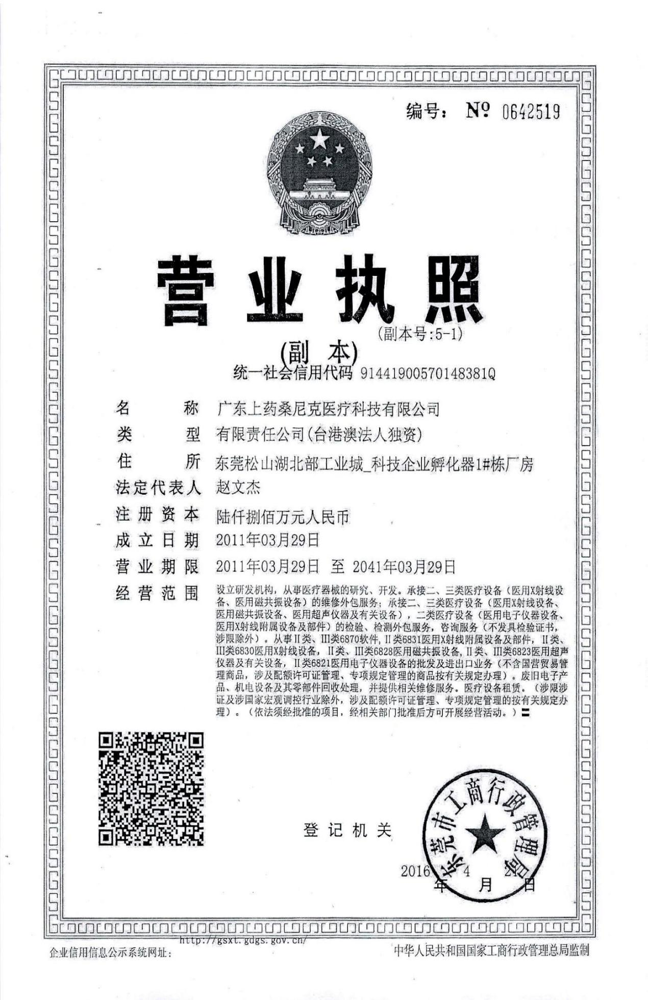 编号： Nº 0642519
营业执照
(副本号:5-1)
(副 本)
统一社会信用代码 91441900570148381Q
名 称 广东上药桑尼克医疗科技有限公司
类 型 有限责任公司(台港澳法人独资)
住 所 东莞松山湖北部工业城_科技企业孵化器1#栋厂房
法定代表人 赵文杰
注册资本 陆仟捌佰万元人民币
成立日期 2011年03月29日
营业期限 2011年03月29日 至 2041年03月29日
经营范围 设立研发机构，从事医疗器械的研究、开发。承接二、三类医疗设备（医用X射线设
备、医用磁共振设备）的维修外包服务；承接二、三类医疗设备（医用X射线设备、
医用磁共振设备、医用超声仪器及有关设备），二类医疗设备（医用电子仪器设备、
医用X射线附属设备及部件）的检验、检测外包服务，咨询服务（不发具检验证书，
涉限除外）。从事II类、III类6870软件, II类6831医用X射线附属设备及部件， II类、
III类6830医用X射线设备， II类、III类6828医用磁共振设备, II类、III类6823医用超声
仪器及有关设备， II类6821医用电子仪器设备的批发及进出口业务（不含国营贸易管
理商品，涉及配额许可证管理、专项规定管理的商品按有关规定办理）。废旧电子产
品、机电设备及其零部件回收处理，并提供相关维修服务。医疗设备租赁。（涉限涉
证及涉国家宏观调控行业除外，涉及配额许可证管理、专项规定管理的按有关规定办
理）。（依法须经批准的项目，经相关部门批准后方可开展经营活动。）
登记机关
东莞市工商行政管理局
2016年 4月 日
http://gsxt.gdgs.gov.cn/
企业信用信息公示系统网址：
中华人民共和国国家工商行政管理总局监制